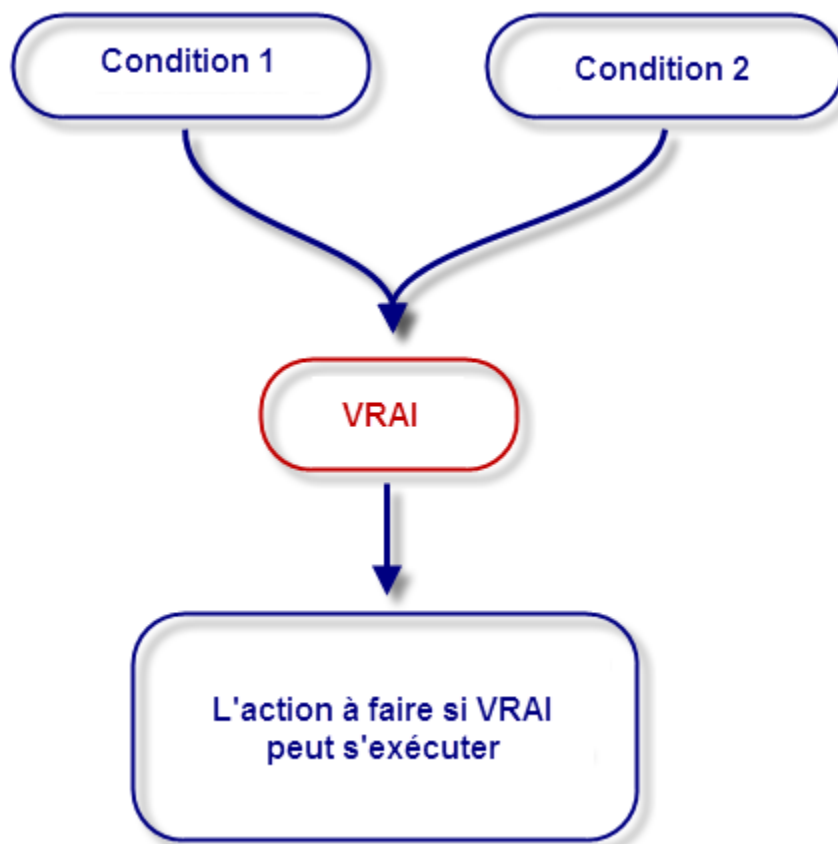 Condition 1
Condition 2
VRAI
L'action à faire si VRAI
peut s'exécuter